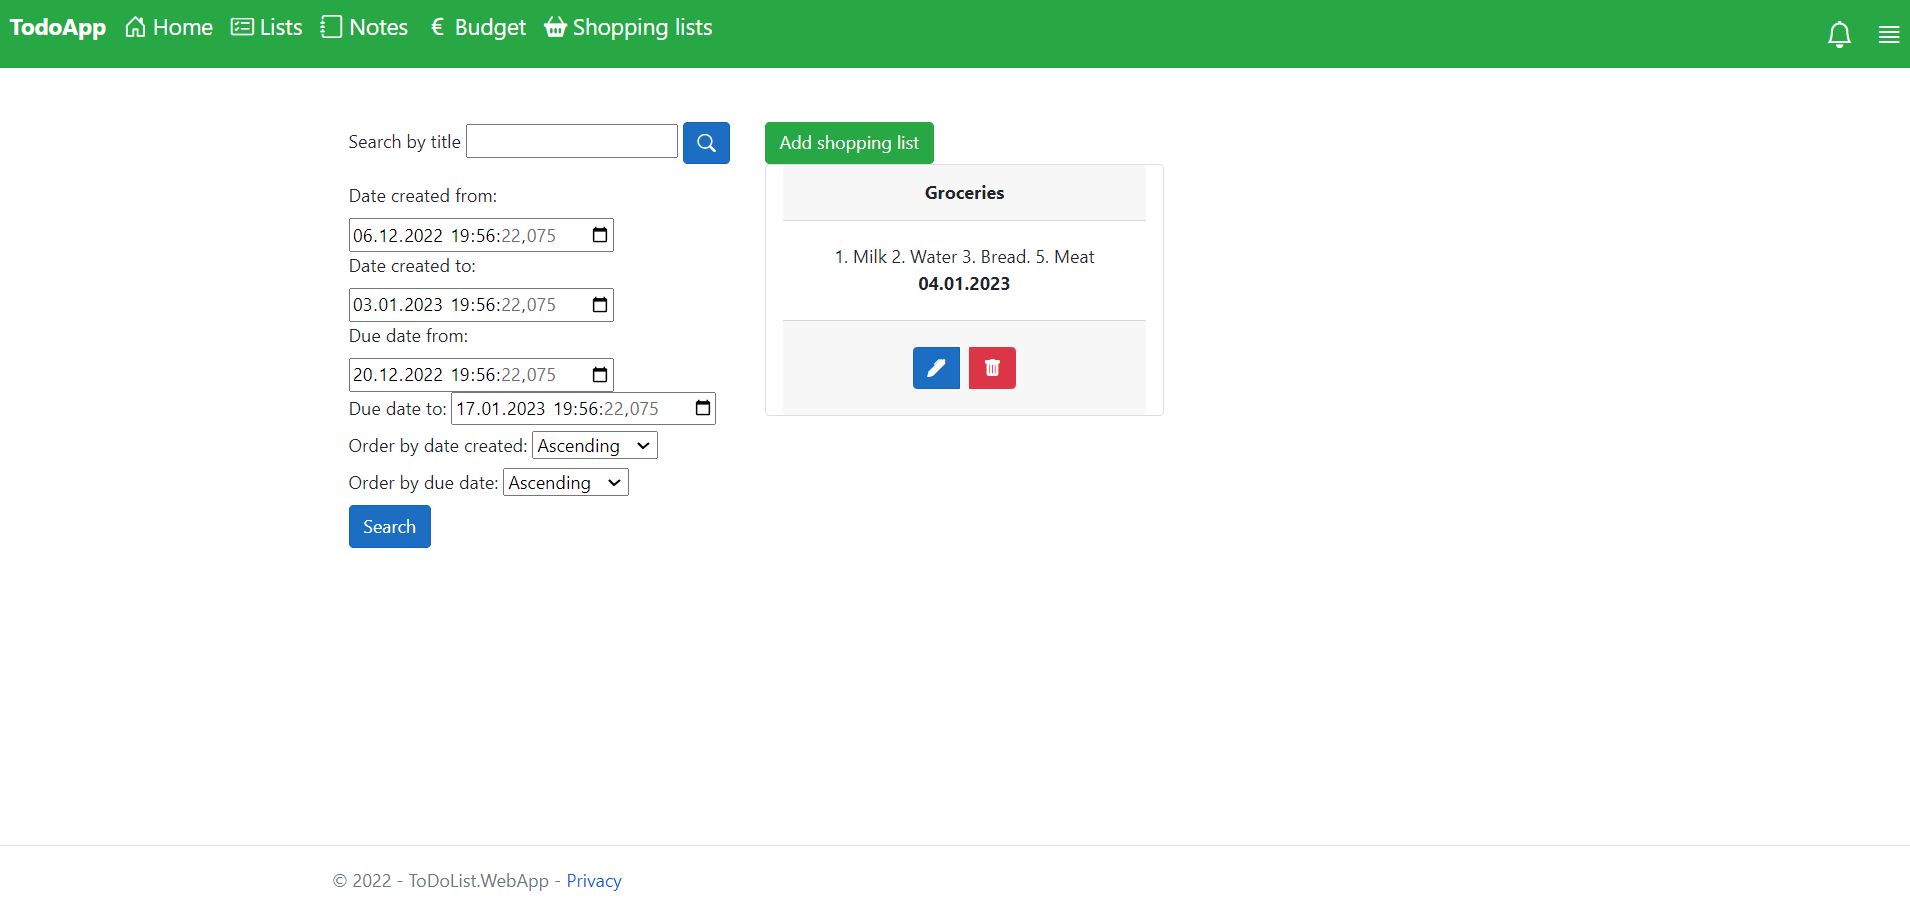 TodoApp Home Lists Notes € Budget Shopping lists
Search by title
Date created from:
06.12.2022 19:56:22,075
Date created to:
03.01.2023 19:56:22,075
Due date from:
20.12.2022 19:56:22,075
Due date to: 17.01.2023 19:56:22,075
Order by date created: Ascending
Order by due date: Ascending
Search
Add shopping list
Groceries
1. Milk 2. Water 3. Bread. 5. Meat
04.01.2023
© 2022 - ToDoList.WebApp - Privacy